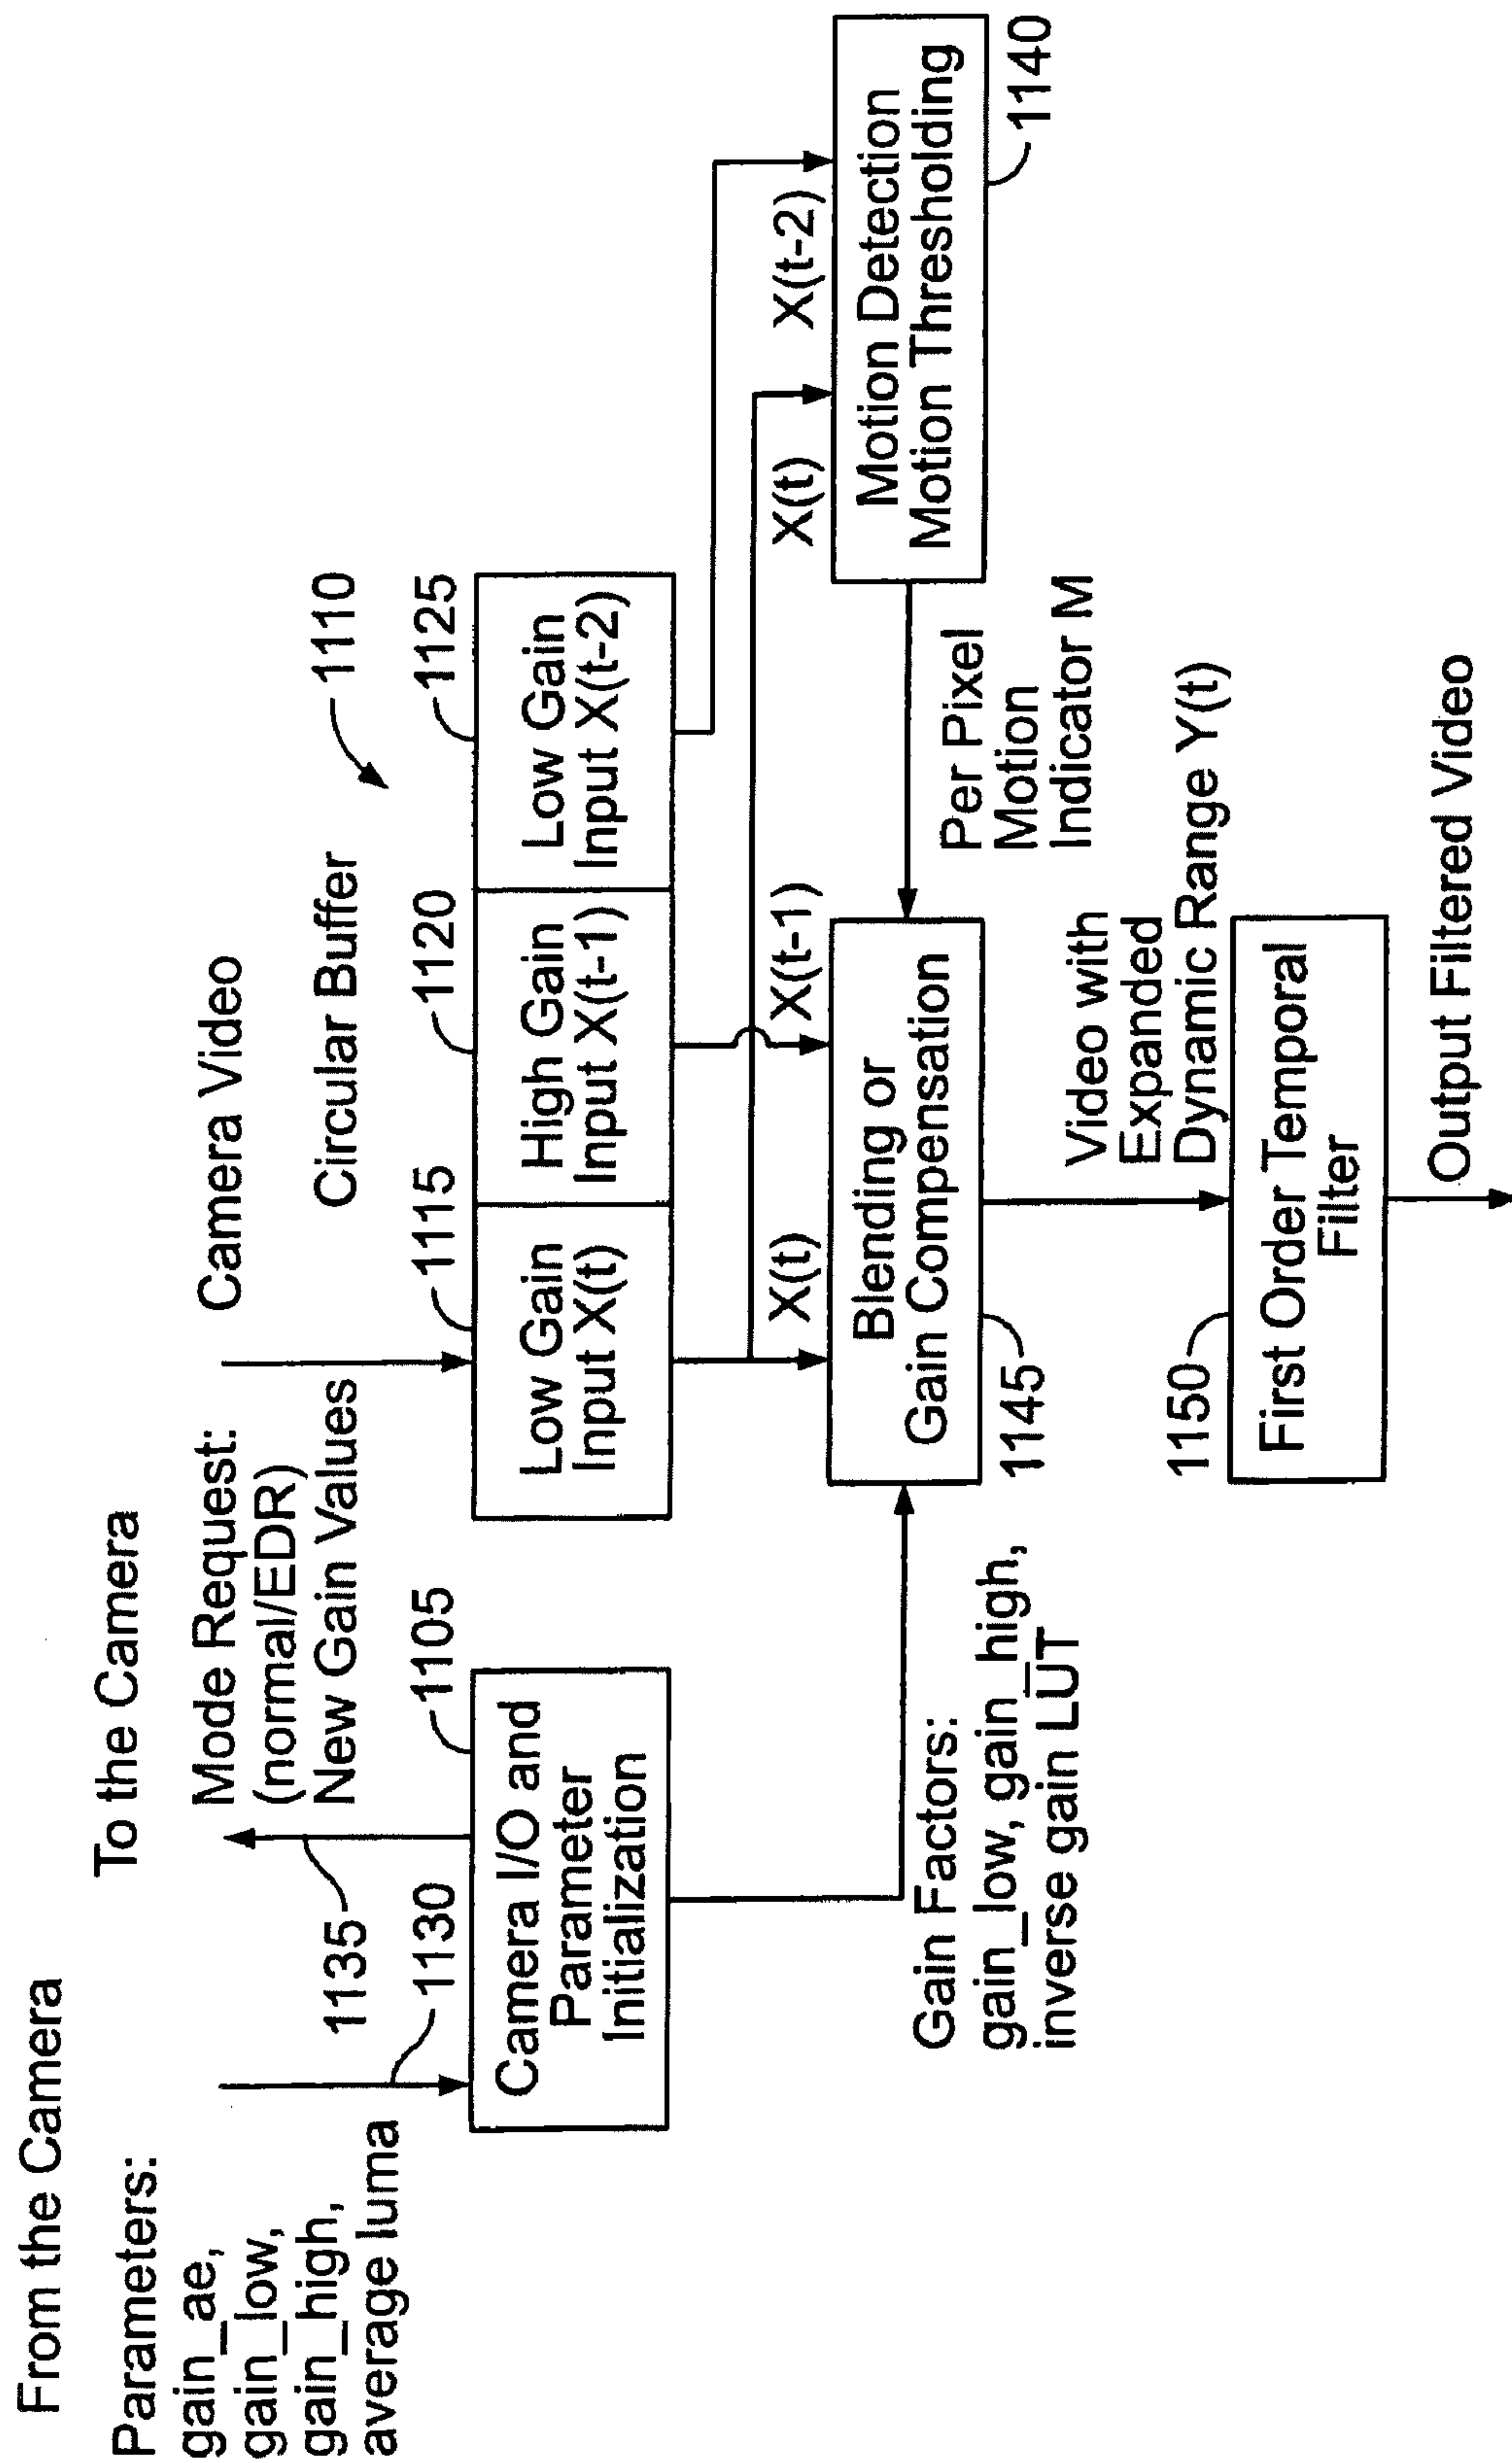 From the Camera
Parameters:
gain_ae,
gain_low,
gain_high,
average luma
1130
1135
To the Camera
Mode Request:
(normal/EDR)
New Gain Values
1105
Camera I/O and
Parameter
Initialization
Gain Factors:
gain_low, gain_high,
inverse gain LUT
Camera Video
Circular Buffer
1110
1115
Low Gain
Input X(t)
1120
High Gain
Input X(t-1)
1125
Low Gain
Input X(t-2)
X(t)
X(t-1)
X(t)
X(t-2)
Blending or
Gain Compensation
1145
Per Pixel
Motion
Indicator M
Motion Detection
Motion Thresholding
1140
Video with
Expanded
Dynamic Range Y(t)
1150
First Order Temporal
Filter
Output Filtered Video